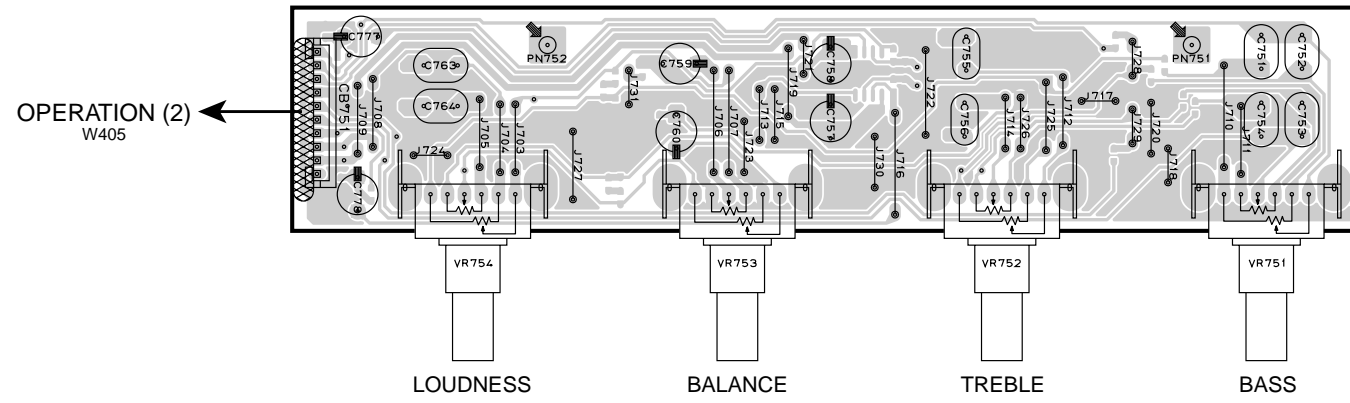 OPERATION (2)
W405
C777
CB751
J709
J708
C778
C763
C764
J724
J705
J704
J703
PN752
J727
J731
C759
C760
J706
J707
J723
J713
J715
J719
J721
C758
C757
J730
J716
J722
C755
C756
J714
J726
J725
J712
J717
J728
J729
J720
J718
PN751
J710
J711
C751
C752
C754
C753
VR754
VR753
VR752
VR751
LOUDNESS
BALANCE
TREBLE
BASS